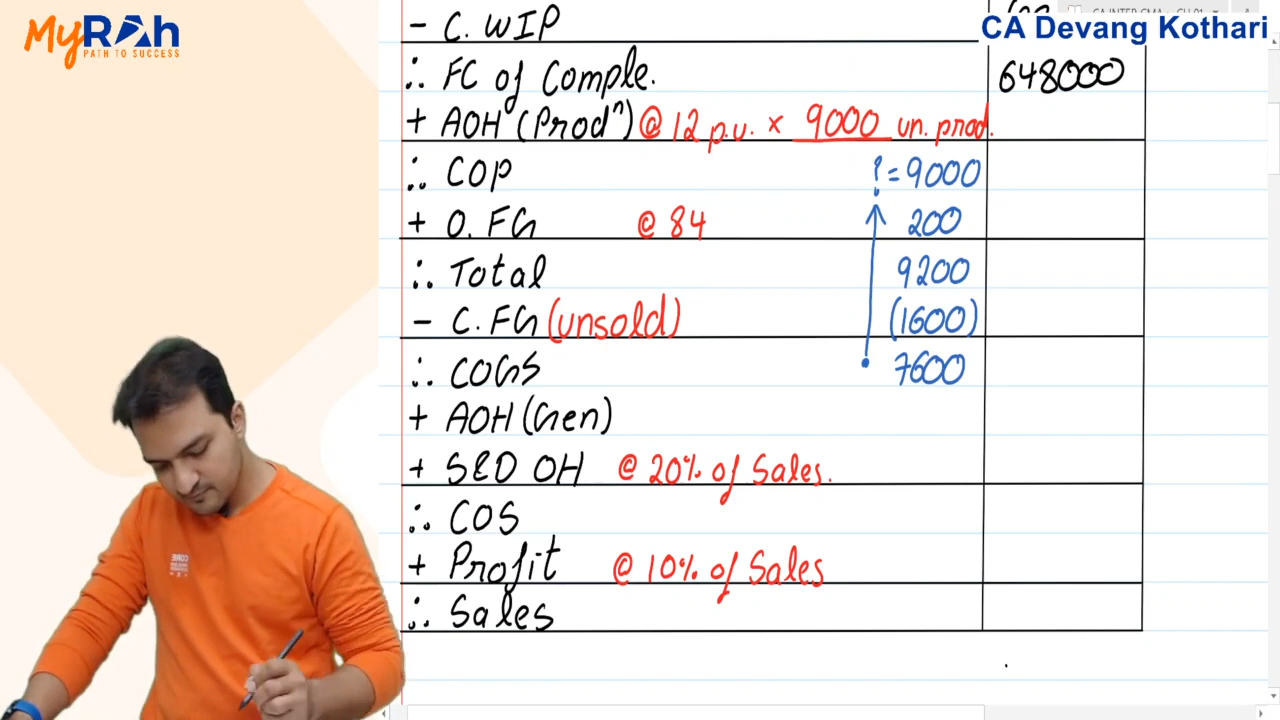 MyRAh
PATH TO SUCCESS
CA Devang Kothari
- C. WIP
∴ FC of Comple. 648000
+ AOH (Prodⁿ) @ 12 p.u. × 9000 un. prod.
∴ COP ? = 9000
+ O. FG @ 84 200
∴ Total 9200
- C. FG (unsold) (1600)
∴ COGS 7600
+ AOH (Gen)
+ S&D OH @ 20% of Sales.
∴ COS
+ Profit @ 10% of Sales
∴ Sales